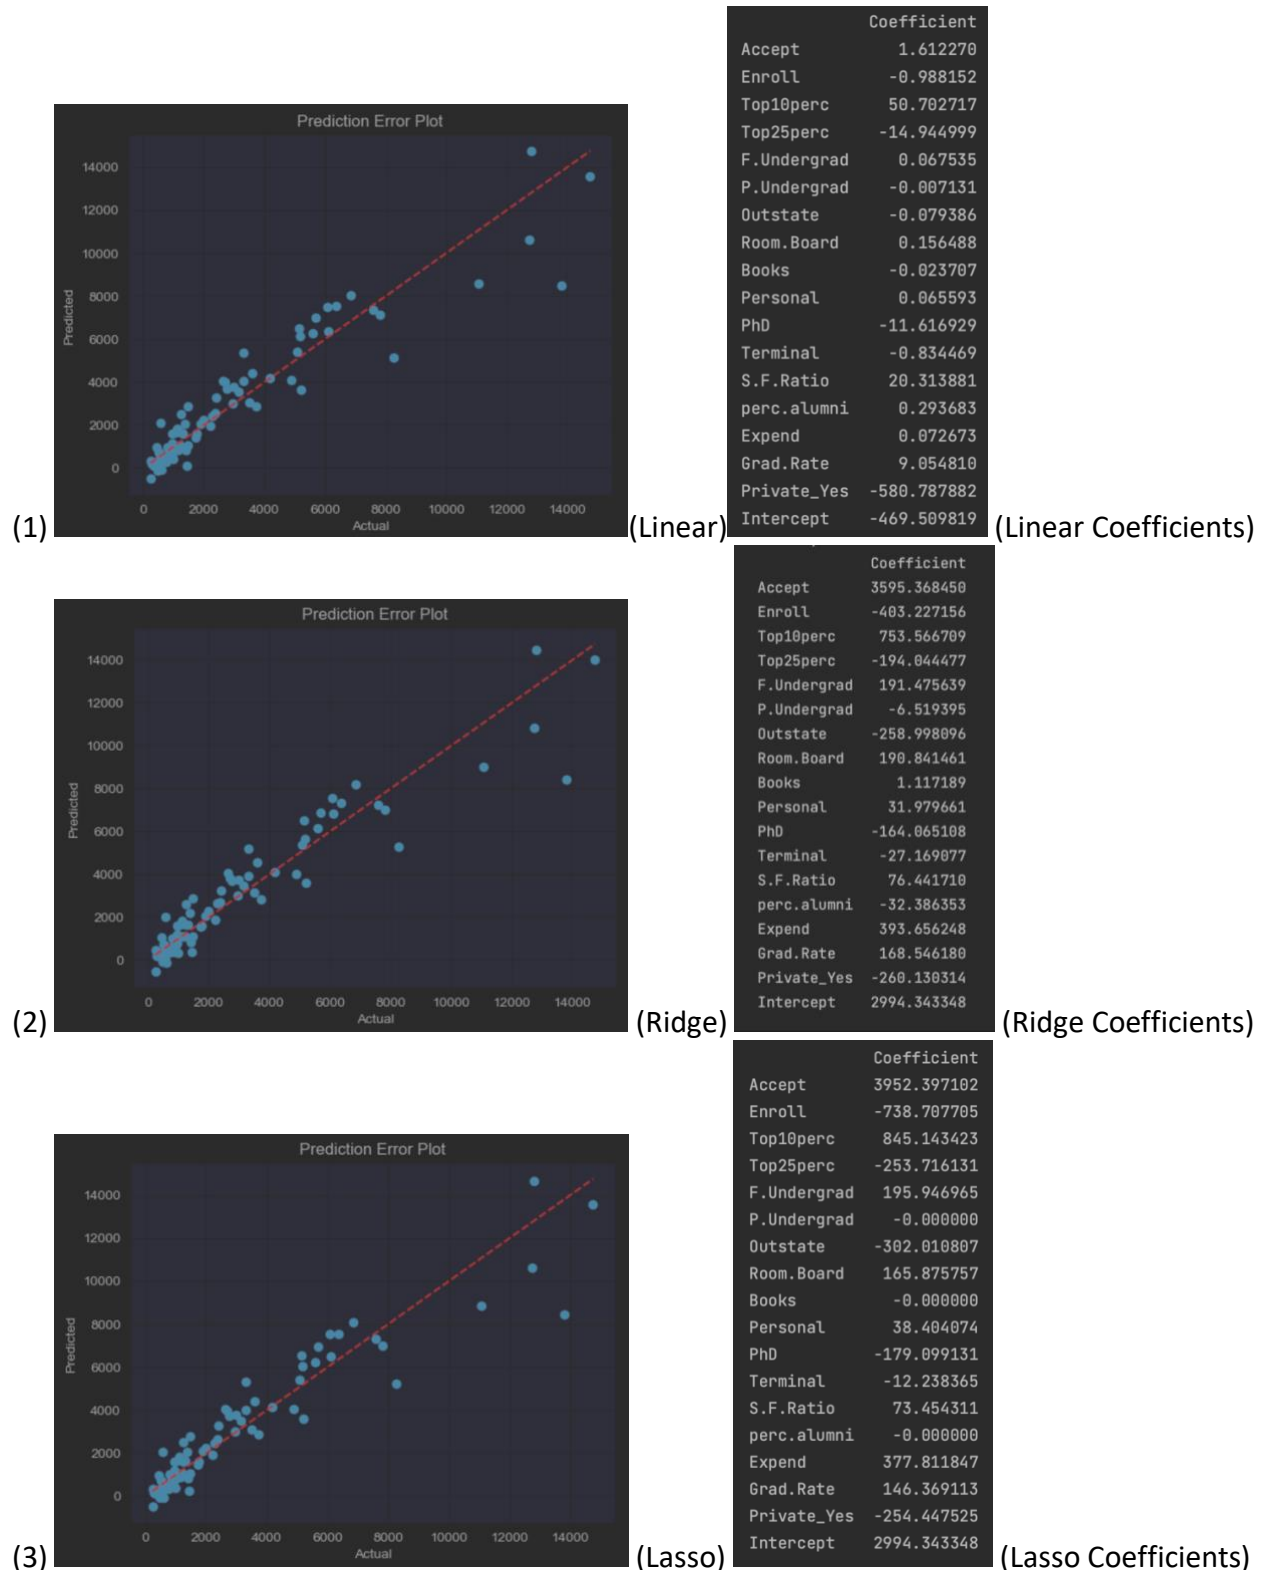 Coefficient
Accept 1.612270
Enroll -0.988152
Top10perc 50.702717
Top25perc -14.944999
F.Undergrad 0.067535
P.Undergrad -0.007131
Outstate -0.079386
Room.Board 0.156488
Books -0.023707
Personal 0.065593
PhD -11.616929
Terminal -0.834469
S.F.Ratio 20.313881
perc.alumni 0.293683
Expend 0.072673
Grad.Rate 9.054810
Private_Yes -580.787882
Intercept -469.509819
Prediction Error Plot
14000
12000
10000
8000
6000
4000
2000
0
Predicted
0 2000 4000 6000 8000 10000 12000 14000
Actual
(1) (Linear) (Linear Coefficients)
Coefficient
Accept 3595.368450
Enroll -403.227156
Top10perc 753.566709
Top25perc -194.044477
F.Undergrad 191.475639
P.Undergrad -6.519395
Outstate -258.998096
Room.Board 190.841461
Books 1.117189
Personal 31.979661
PhD -164.065108
Terminal -27.169077
S.F.Ratio 76.441710
perc.alumni -32.386353
Expend 393.656248
Grad.Rate 168.546180
Private_Yes -260.130314
Intercept 2994.343348
Prediction Error Plot
14000
12000
10000
8000
6000
4000
2000
0
Predicted
0 2000 4000 6000 8000 10000 12000 14000
Actual
(2) (Ridge) (Ridge Coefficients)
Coefficient
Accept 3952.397102
Enroll -738.707705
Top10perc 845.143423
Top25perc -253.716131
F.Undergrad 195.946965
P.Undergrad -0.000000
Outstate -302.010807
Room.Board 165.875757
Books -0.000000
Personal 38.404074
PhD -179.099131
Terminal -12.238365
S.F.Ratio 73.454311
perc.alumni -0.000000
Expend 377.811847
Grad.Rate 146.369113
Private_Yes -254.447525
Intercept 2994.343348
Prediction Error Plot
14000
12000
10000
8000
6000
4000
2000
0
Predicted
0 2000 4000 6000 8000 10000 12000 14000
Actual
(3) (Lasso) (Lasso Coefficients)